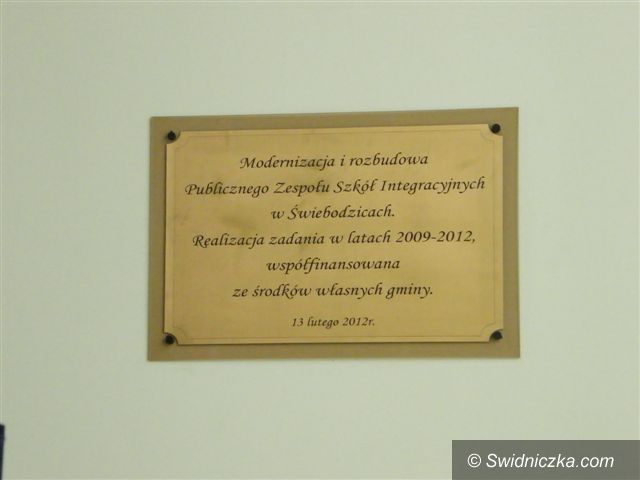 Modernizacja i rozbudowa
Publicznego Zespołu Szkół Integracyjnych
w Świebodzicach.
Realizacja zadania w latach 2009-2012,
współfinansowana
ze środków własnych gminy.
13 lutego 2012r.
© Swidniczka.com